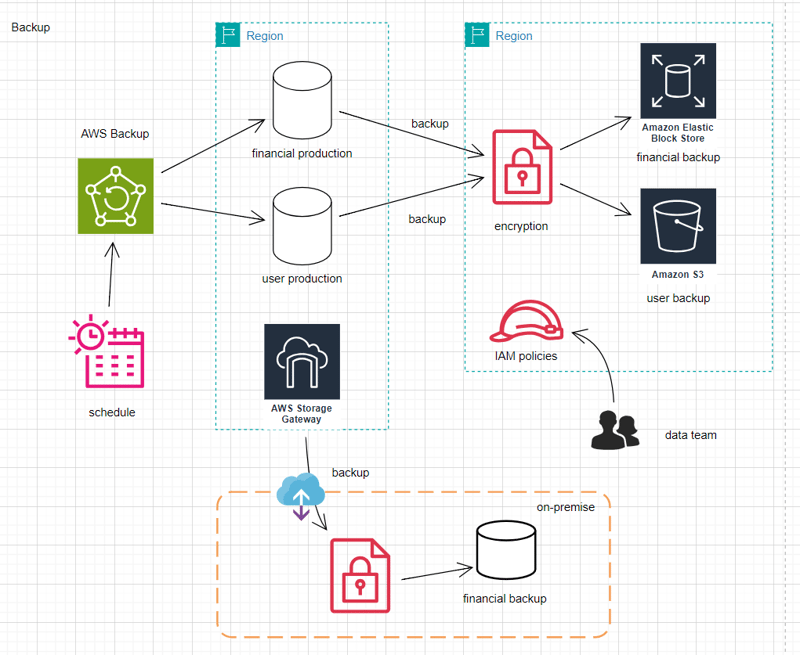 Backup
Region
Region
AWS Backup
financial production
backup
Amazon Elastic
Block Store
financial backup
user production
backup
encryption
Amazon S3
user backup
schedule
AWS Storage
Gateway
IAM policies
data team
backup
on-premise
financial backup